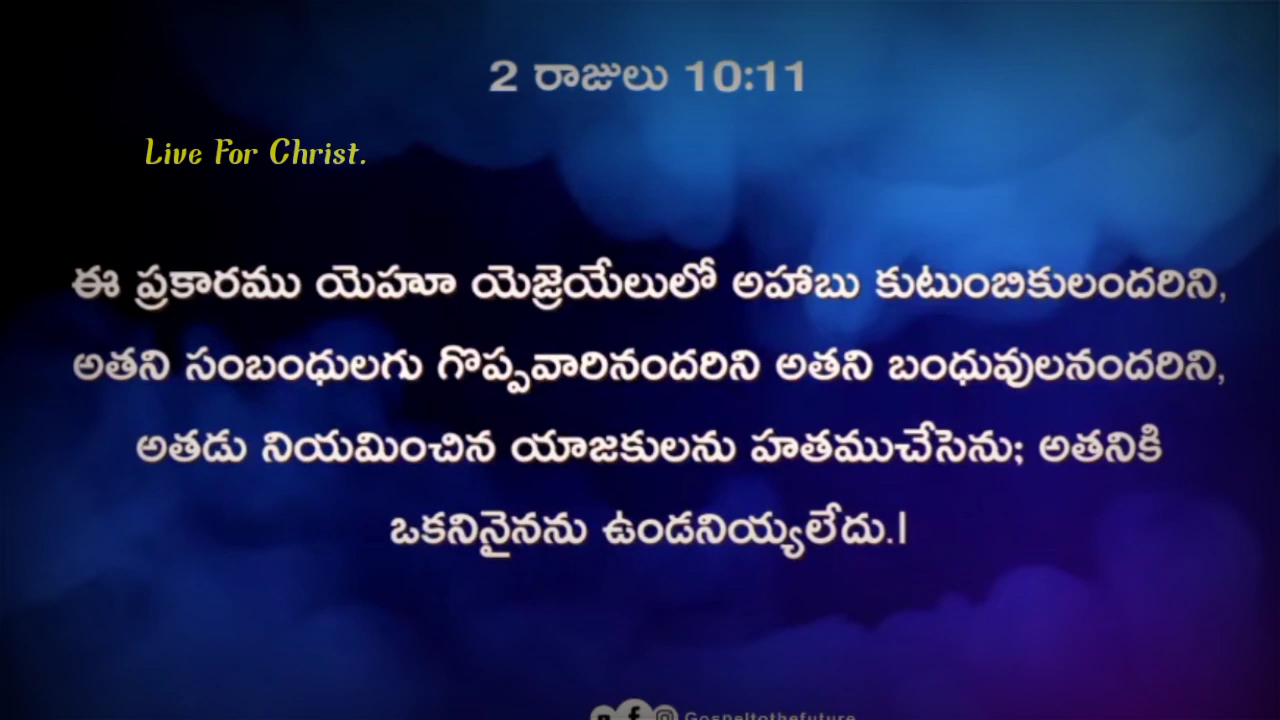 2 రాజులు 10:11
Live For Christ.
ఈ ప్రకారము యెహూ యెజ్రెయేలులో అహాబు కుటుంబికులందరిని,
అతని సంబంధులగు గొప్పవారినందరిని అతని బంధువులనందరిని,
అతడు నియమించిన యాజకులను హతముచేసెను; అతనికి
ఒకనినైనను ఉండనియ్యలేదు.|
Gospeltothefuture